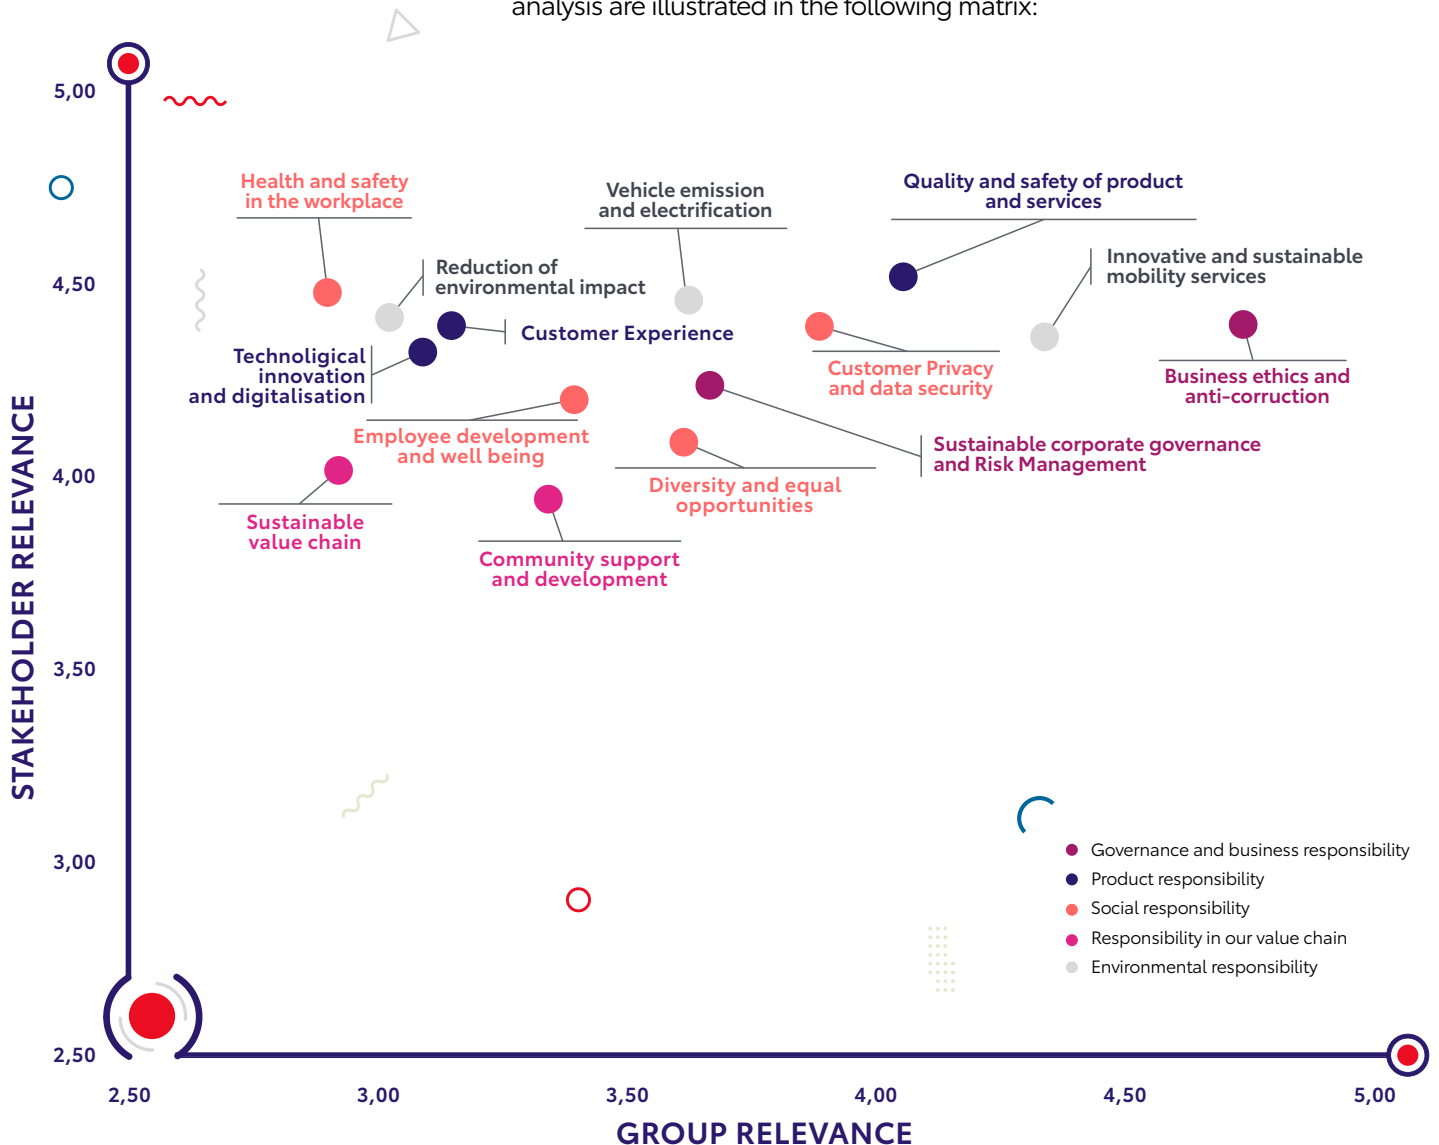 analysis are illustrated in the following matrix:
5,00
4,50
4,00
3,50
3,00
2,50
STAKEHOLDER RELEVANCE
Health and safety
in the workplace
Vehicle emission
and electrification
Quality and safety of product
and services
Reduction of
environmental impact
Innovative and sustainable
mobility services
Customer Experience
Technoligical
innovation
and digitalisation
Customer Privacy
and data security
Business ethics and
anti-corruction
Employee development
and well being
Sustainable corporate governance
and Risk Management
Diversity and equal
opportunities
Sustainable
value chain
Community support
and development
Governance and business responsibility
Product responsibility
Social responsibility
Responsibility in our value chain
Environmental responsibility
2,50
3,00
3,50
4,00
4,50
5,00
GROUP RELEVANCE